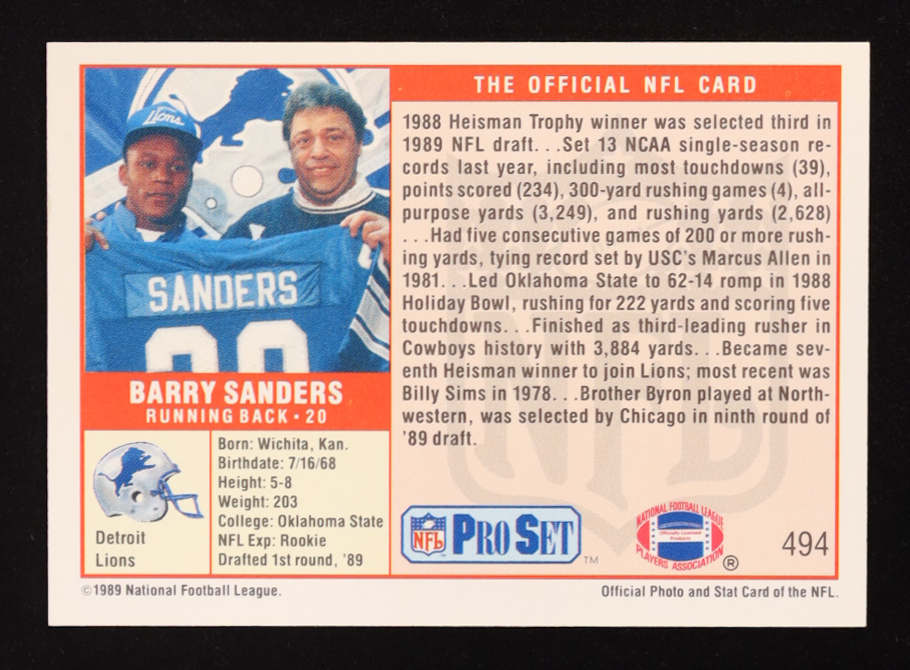 Lions
SANDERS
20
BARRY SANDERS
RUNNING BACK • 20
Detroit
Lions
Born: Wichita, Kan.
Birthdate: 7/16/68
Height: 5-8
Weight: 203
College: Oklahoma State
NFL Exp: Rookie
Drafted 1st round, '89
THE OFFICIAL NFL CARD
1988 Heisman Trophy winner was selected third in
1989 NFL draft. . .Set 13 NCAA single-season re-
cords last year, including most touchdowns (39),
points scored (234), 300-yard rushing games (4), all-
purpose yards (3,249), and rushing yards (2,628)
. . .Had five consecutive games of 200 or more rush-
ing yards, tying record set by USC's Marcus Allen in
1981. . .Led Oklahoma State to 62-14 romp in 1988
Holiday Bowl, rushing for 222 yards and scoring five
touchdowns. . .Finished as third-leading rusher in
Cowboys history with 3,884 yards. . .Became sev-
enth Heisman winner to join Lions; most recent was
Billy Sims in 1978. . .Brother Byron played at North-
western, was selected by Chicago in ninth round of
'89 draft.
NFL
NFL PRO SET TM
NATIONAL FOOTBALL LEAGUE
Officially Licensed
Products
PLAYERS ASSOCIATION ®
494
©1989 National Football League.
Official Photo and Stat Card of the NFL.